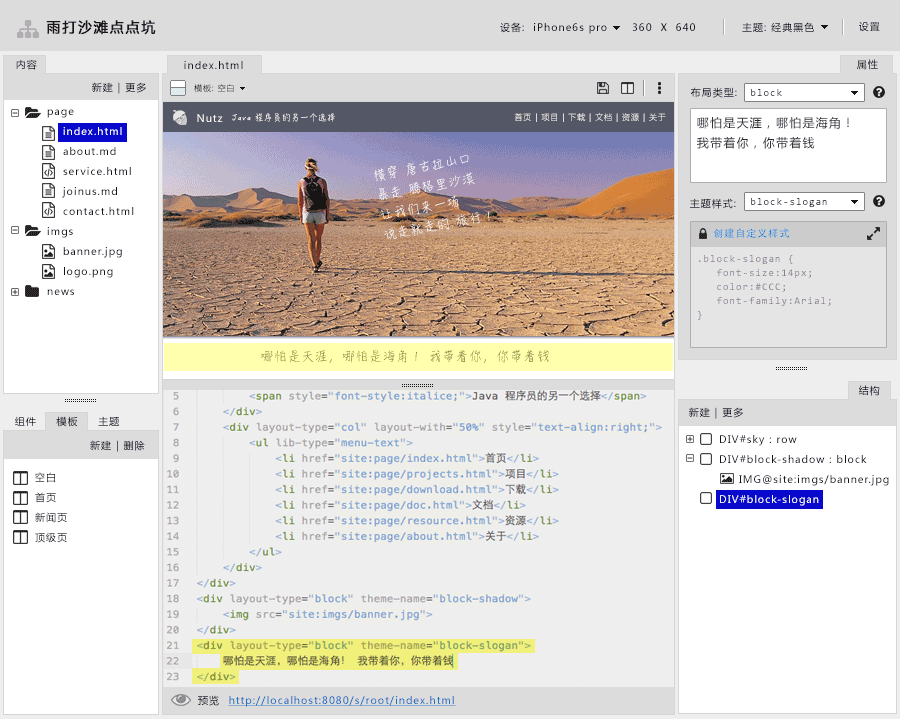 雨打沙滩点点坑
设备: iPhone6s pro 360 X 640
主题: 经典黑色
设置
内容
新建 | 更多
page
index.html
about.md
service.html
joinus.md
contact.html
imgs
banner.jpg
logo.png
news
组件 模板 主题
新建 | 删除
空白
首页
新闻页
顶级页
index.html
模板: 空白
Nutz Java 程序员的另一个选择
首页 | 项目 | 下载 | 文档 | 资源 | 关于
横穿 唐古拉山口
暴走 腾格里沙漠
让我们来一项
说走就走的 旅行！
哪怕是天涯，哪怕是海角！ 我带着你，你带着钱
5 <span style="font-style:italice;">Java 程序员的另一个选择</span>
6 </div>
7 <div layout-type="col" layout-with="50%" style="text-align:right;">
8 <ul lib-type="menu-text">
9 <li href="site:page/index.html">首页</li>
10 <li href="site:page/projects.html">项目</li>
11 <li href="site:page/download.html">下载</li>
12 <li href="site:page/doc.html">文档</li>
13 <li href="site:page/resource.html">资源</li>
14 <li href="site:page/about.html">关于</li>
15 </ul>
16 </div>
17 </div>
18 <div layout-type="block" theme-name="block-shadow">
19 <img src="site:imgs/banner.jpg">
20 </div>
21 <div layout-type="block" theme-name="block-slogan">
22 哪怕是天涯，哪怕是海角！ 我带着你，你带着钱
23 </div>
预览 http://localhost:8080/s/root/index.html
属性
布局类型: block
哪怕是天涯，哪怕是海角！
我带着你，你带着钱
主题样式: block-slogan
创建自定义样式
.block-slogan {
font-size:14px;
color:#CCC;
font-family:Arial;
}
结构
新建 | 更多
DIV#sky : row
DIV#block-shadow : block
IMG@site:imgs/banner.jpg
DIV#block-slogan